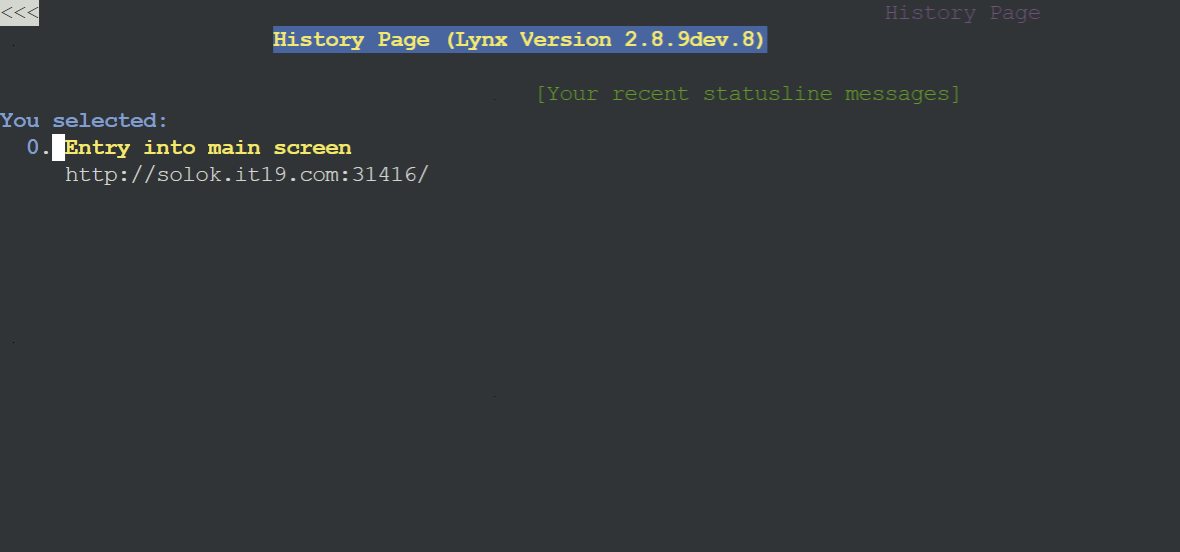 <<< History Page
History Page (Lynx Version 2.8.9dev.8)
[Your recent statusline messages]
You selected:
0. Entry into main screen
http://solok.it19.com:31416/